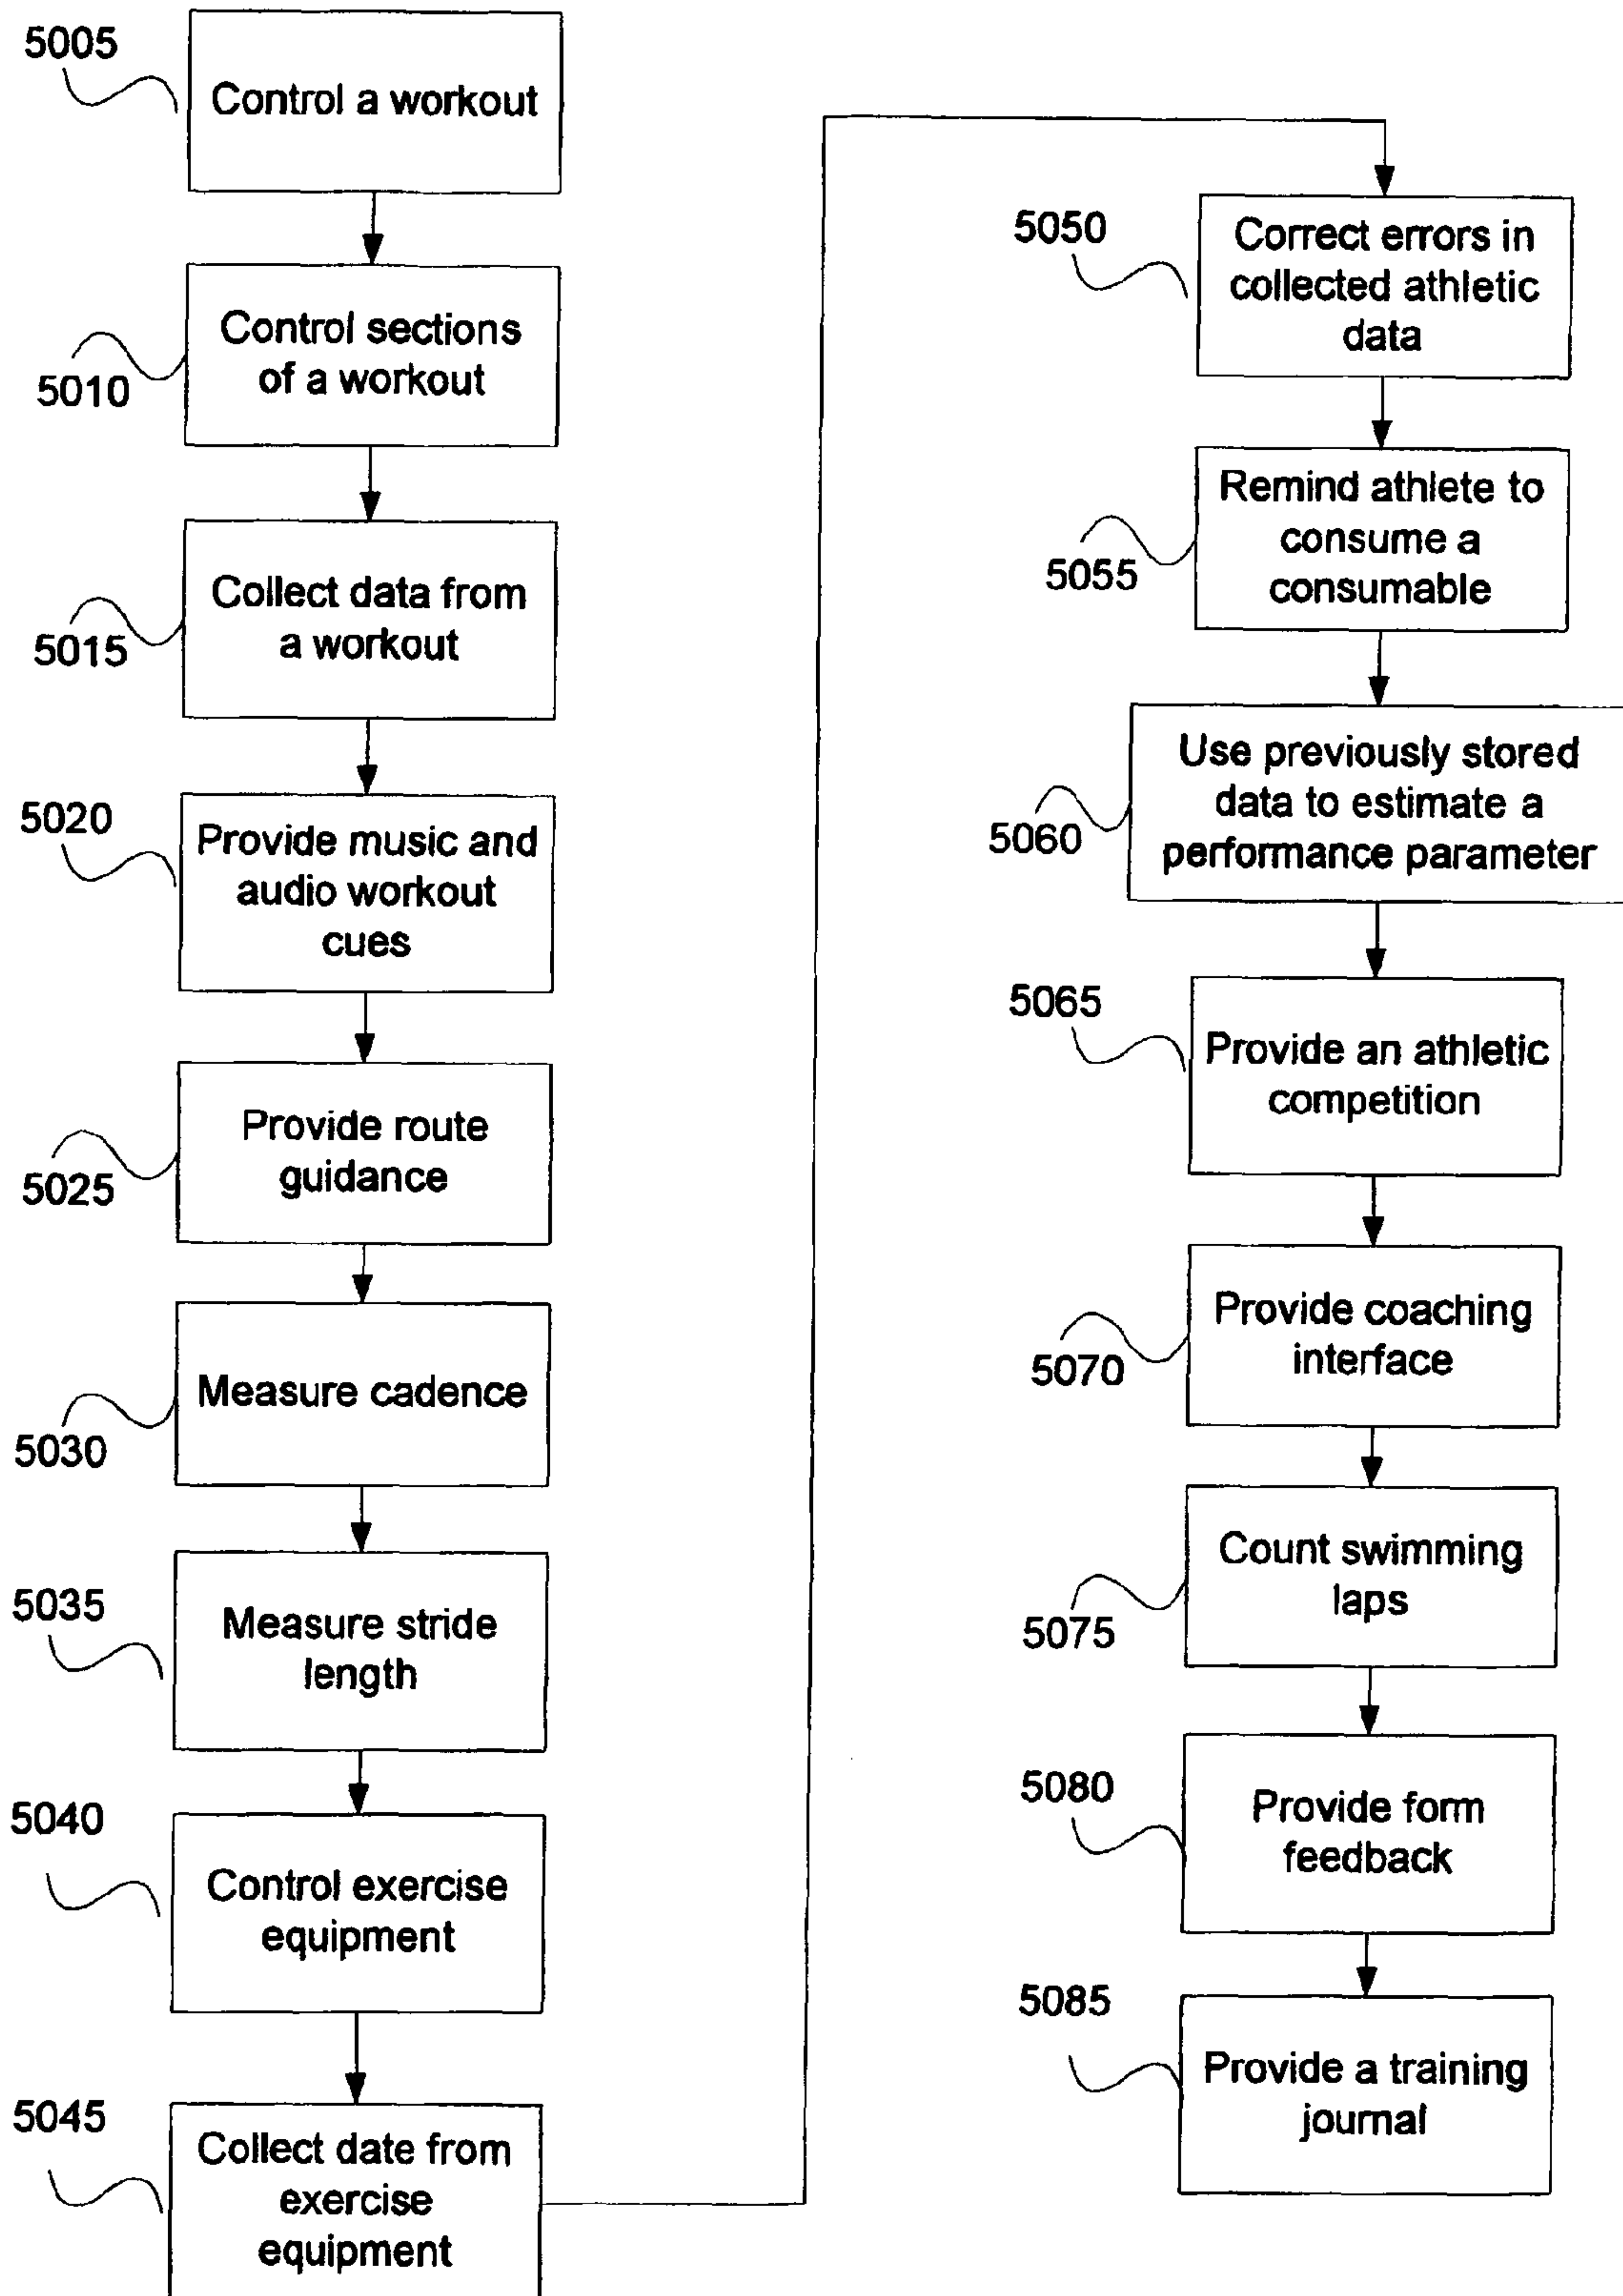 5005
Control a workout
5010
Control sections
of a workout
5015
Collect data from
a workout
5020
Provide music and
audio workout
cues
5025
Provide route
guidance
5030
Measure cadence
5035
Measure stride
length
5040
Control exercise
equipment
5045
Collect date from
exercise
equipment
5050
Correct errors in
collected athletic
data
5055
Remind athlete to
consume a
consumable
5060
Use previously stored
data to estimate a
performance parameter
5065
Provide an athletic
competition
5070
Provide coaching
interface
5075
Count swimming
laps
5080
Provide form
feedback
5085
Provide a training
journal